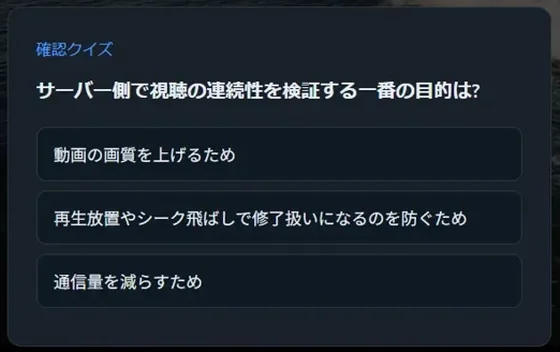 確認クイズ
サーバー側で視聴の連続性を検証する一番の目的は?
動画の画質を上げるため
再生放置やシーク飛ばしで修了扱いになるのを防ぐため
通信量を減らすため